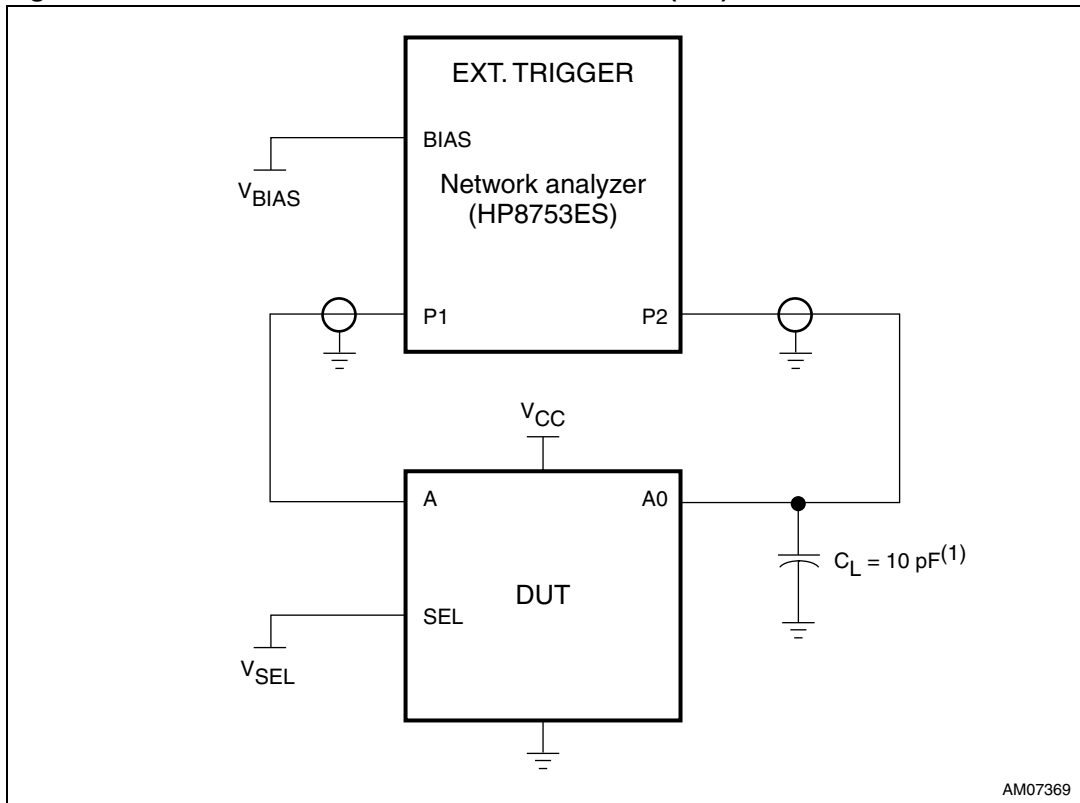 EXT. TRIGGER
BIAS
V_BIAS
Network analyzer
(HP8753ES)
P1
P2
V_CC
A
A0
C_L = 10 pF(1)
DUT
SEL
V_SEL
AM07369